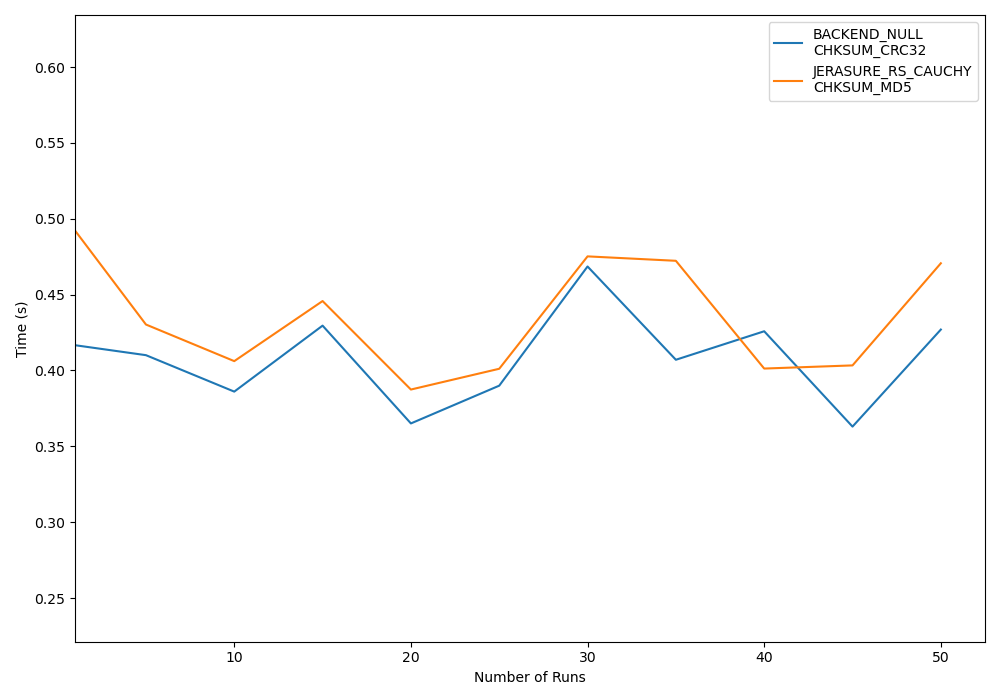 BACKEND_NULL
CHKSUM_CRC32
JERASURE_RS_CAUCHY
CHKSUM_MD5
0.60
0.55
0.50
0.45
0.40
0.35
0.30
0.25
Time (s)
10 20 30 40 50
Number of Runs